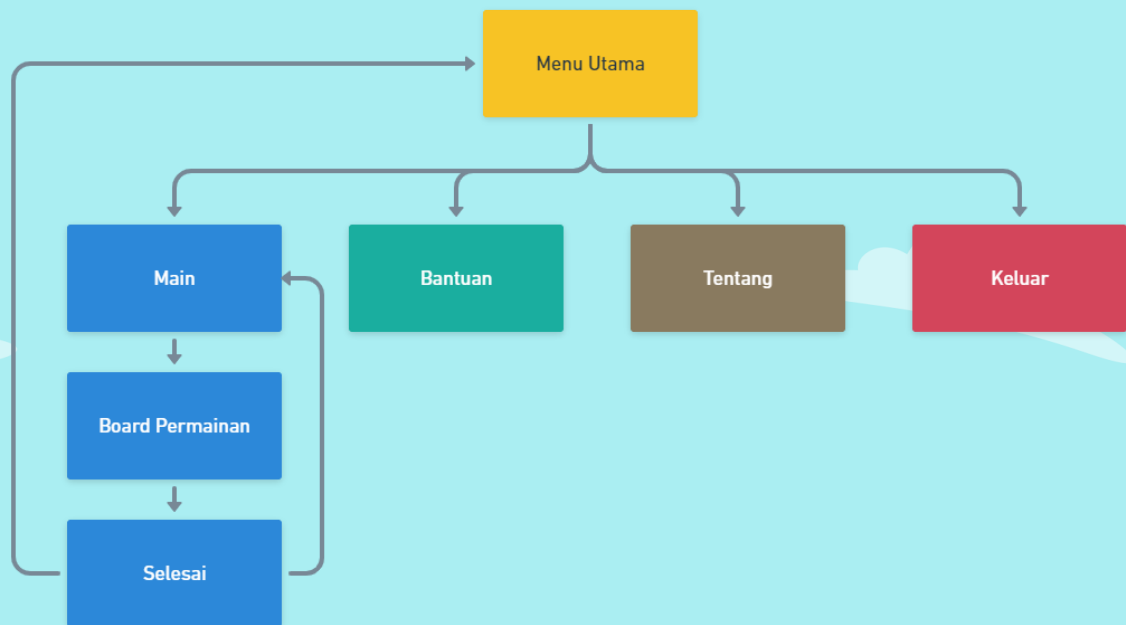 Menu Utama
Main
Bantuan
Tentang
Keluar
Board Permainan
Selesai